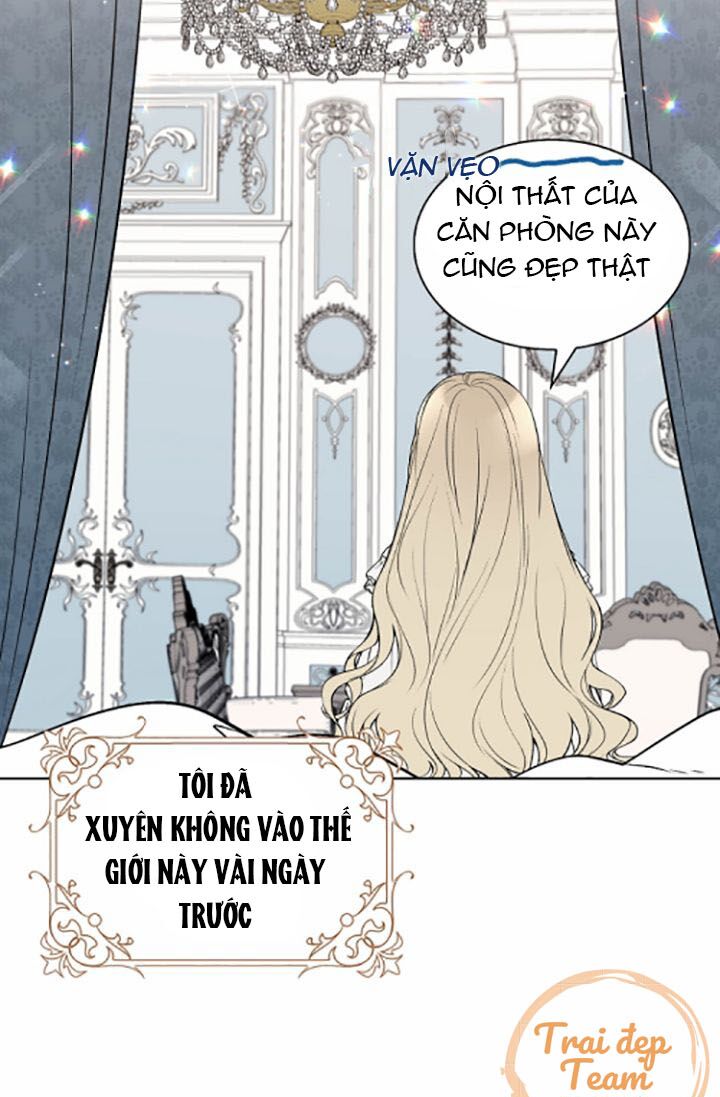 VẶN VẸO
NỘI THẤT CỦA
CĂN PHÒNG NÀY
CŨNG ĐẸP THẬT
TÔI ĐÃ
XUYÊN KHÔNG VÀO THẾ
GIỚI NÀY VÀI NGÀY
TRƯỚC
Trai đẹp
Team